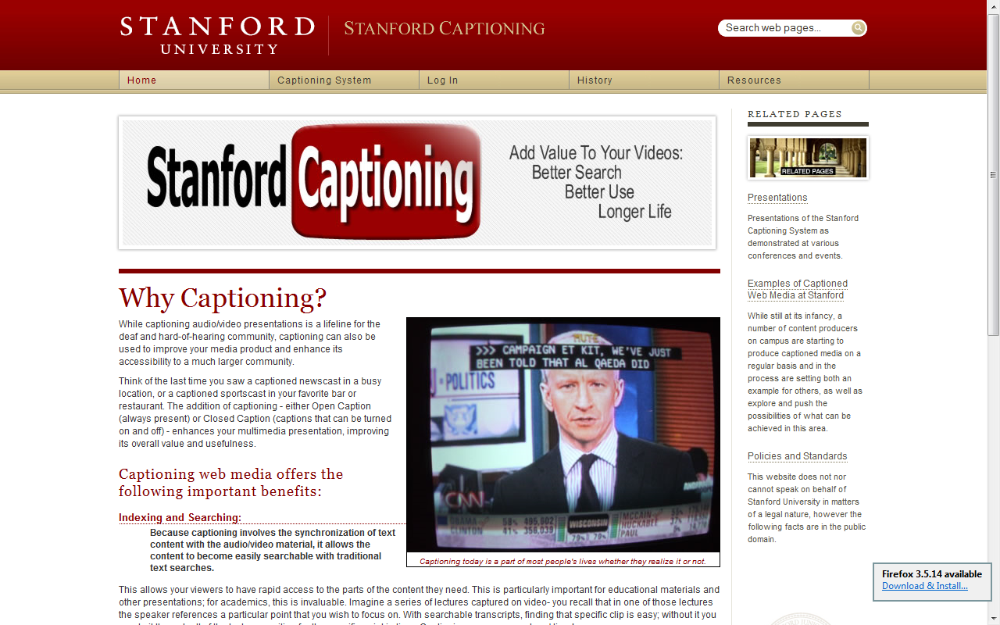 STANFORD
UNIVERSITY
STANFORD CAPTIONING
Search web pages...
Home
Captioning System
Log In
History
Resources
Stanford Captioning
Add Value To Your Videos:
Better Search
Better Use
Longer Life
Why Captioning?
While captioning audio/video presentations is a lifeline for the
deaf and hard-of-hearing community, captioning can also be
used to improve your media product and enhance its
accessibility to a much larger community.
Think of the last time you saw a captioned newscast in a busy
location, or a captioned sportscast in your favorite bar or
restaurant. The addition of captioning - either Open Caption
(always present) or Closed Caption (captions that can be turned
on and off) - enhances your multimedia presentation, improving
its overall value and usefulness.
Captioning web media offers the
following important benefits:
Indexing and Searching:
Because captioning involves the synchronization of text
content with the audio/video material, it allows the
content to become easily searchable with traditional
text searches.
MUTE
>>> CAMPAIGN ET KIT, WE'VE JUST
BEEN TOLD THAT AL QAEDA DID
POLITICS
CNN
OBAMA 58% 495,602
CLINTON 41% 356,039
WISCONSIN
79% 79%
MCCAIN 55%
HUCKABEE
PAUL
Captioning today is a part of most people's lives whether they realize it or not.
This allows your viewers to have rapid access to the parts of the content they need. This is particularly important for educational materials and
other presentations; for academics, this is invaluable. Imagine a series of lectures captured on video- you recall that in one of those lectures
the speaker references a particular point that you wish to focus on. With searchable transcripts, finding that specific clip is easy; without it you
RELATED PAGES
RELATED PAGES
Presentations
Presentations of the Stanford
Captioning System as
demonstrated at various
conferences and events.
Examples of Captioned
Web Media at Stanford
While still at its infancy, a
number of content producers
on campus are starting to
produce captioned media on a
regular basis and in the
process are setting both an
example for others, as well as
explore and push the
possibilities of what can be
achieved in this area.
Policies and Standards
This website does not nor
cannot speak on behalf of
Stanford University in matters
of a legal nature, however the
following facts are in the public
domain.
Firefox 3.5.14 available
Download & Install...